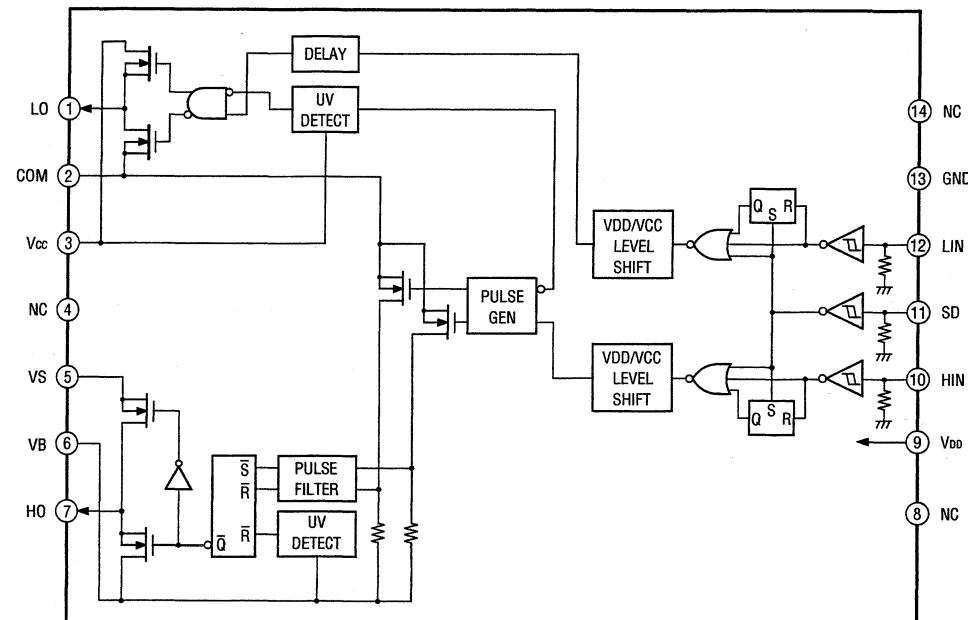 DELAY
UV
DETECT
LO 1
COM 2
Vcc 3
NC 4
VS 5
VB 6
HO 7
14 NC
13 GND
12 LIN
11 SD
10 HIN
9 VDD
8 NC
VDD/VCC
LEVEL
SHIFT
Q S R
PULSE
GEN
VDD/VCC
LEVEL
SHIFT
Q S R
S̅
R̅
R̅
Q̅
PULSE
FILTER
UV
DETECT